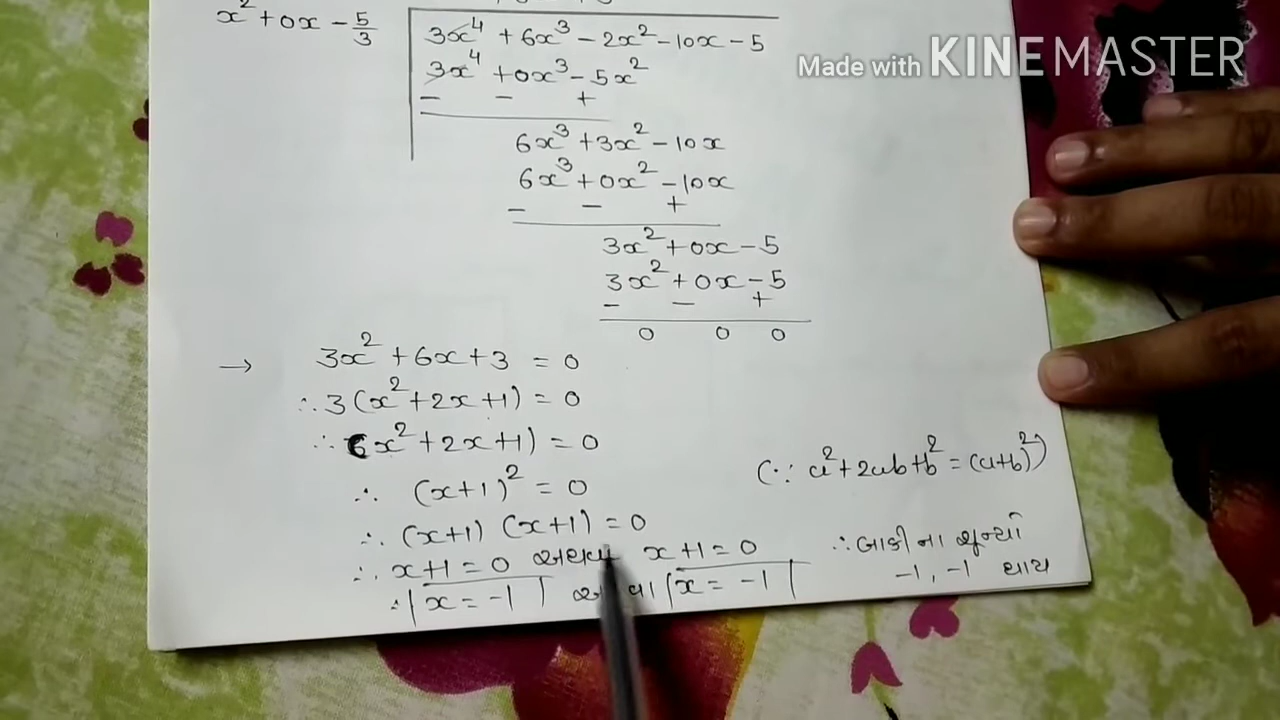 x² + 0x - 5/3
3x⁴ + 6x³ - 2x² - 10x - 5
Made with KINEMASTER
3x⁴ + 0x³ - 5x²
- - +
6x³ + 3x² - 10x
6x³ + 0x² - 10x
- - +
3x² + 0x - 5
3x² + 0x - 5
- - +
0 0 0
→ 3x² + 6x + 3 = 0
∴ 3(x² + 2x + 1) = 0
∴ (x² + 2x + 1) = 0
(∵ a² + 2ab + b² = (a+b)²)
∴ (x+1)² = 0
∴ (x+1) (x+1) = 0
∴ x+1 = 0 અથવા x+1 = 0
∴ બાકીના શૂન્યો
-1, -1 થાય
∴ x = -1 x = -1